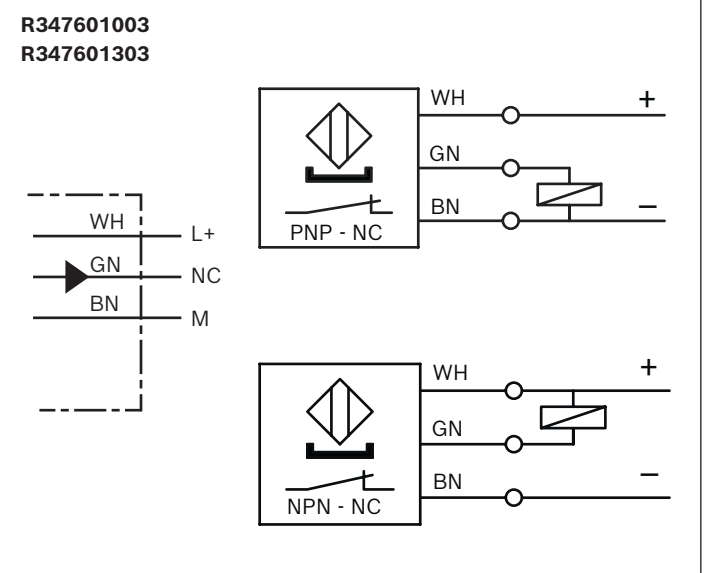 R347601003
R347601303
WH L+
GN NC
BN M
WH +
GN
BN –
PNP - NC
WH +
GN
BN –
NPN - NC